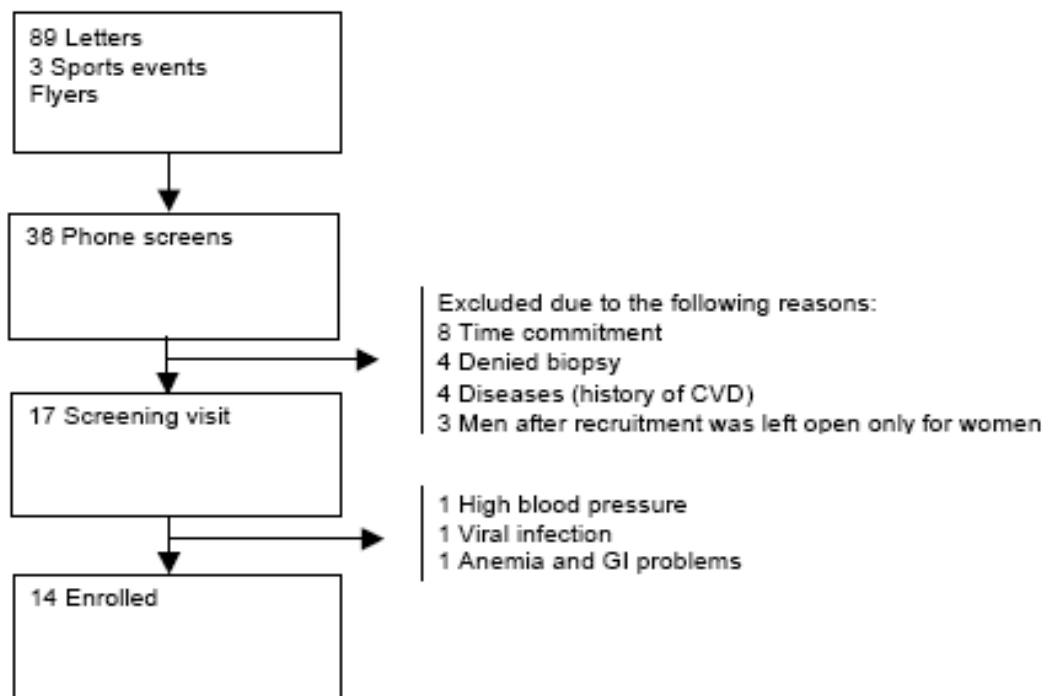 89 Letters
3 Sports events
Flyers
36 Phone screens
Excluded due to the following reasons:
8 Time commitment
4 Denied biopsy
4 Diseases (history of CVD)
3 Men after recruitment was left open only for women
17 Screening visit
1 High blood pressure
1 Viral infection
1 Anemia and GI problems
14 Enrolled